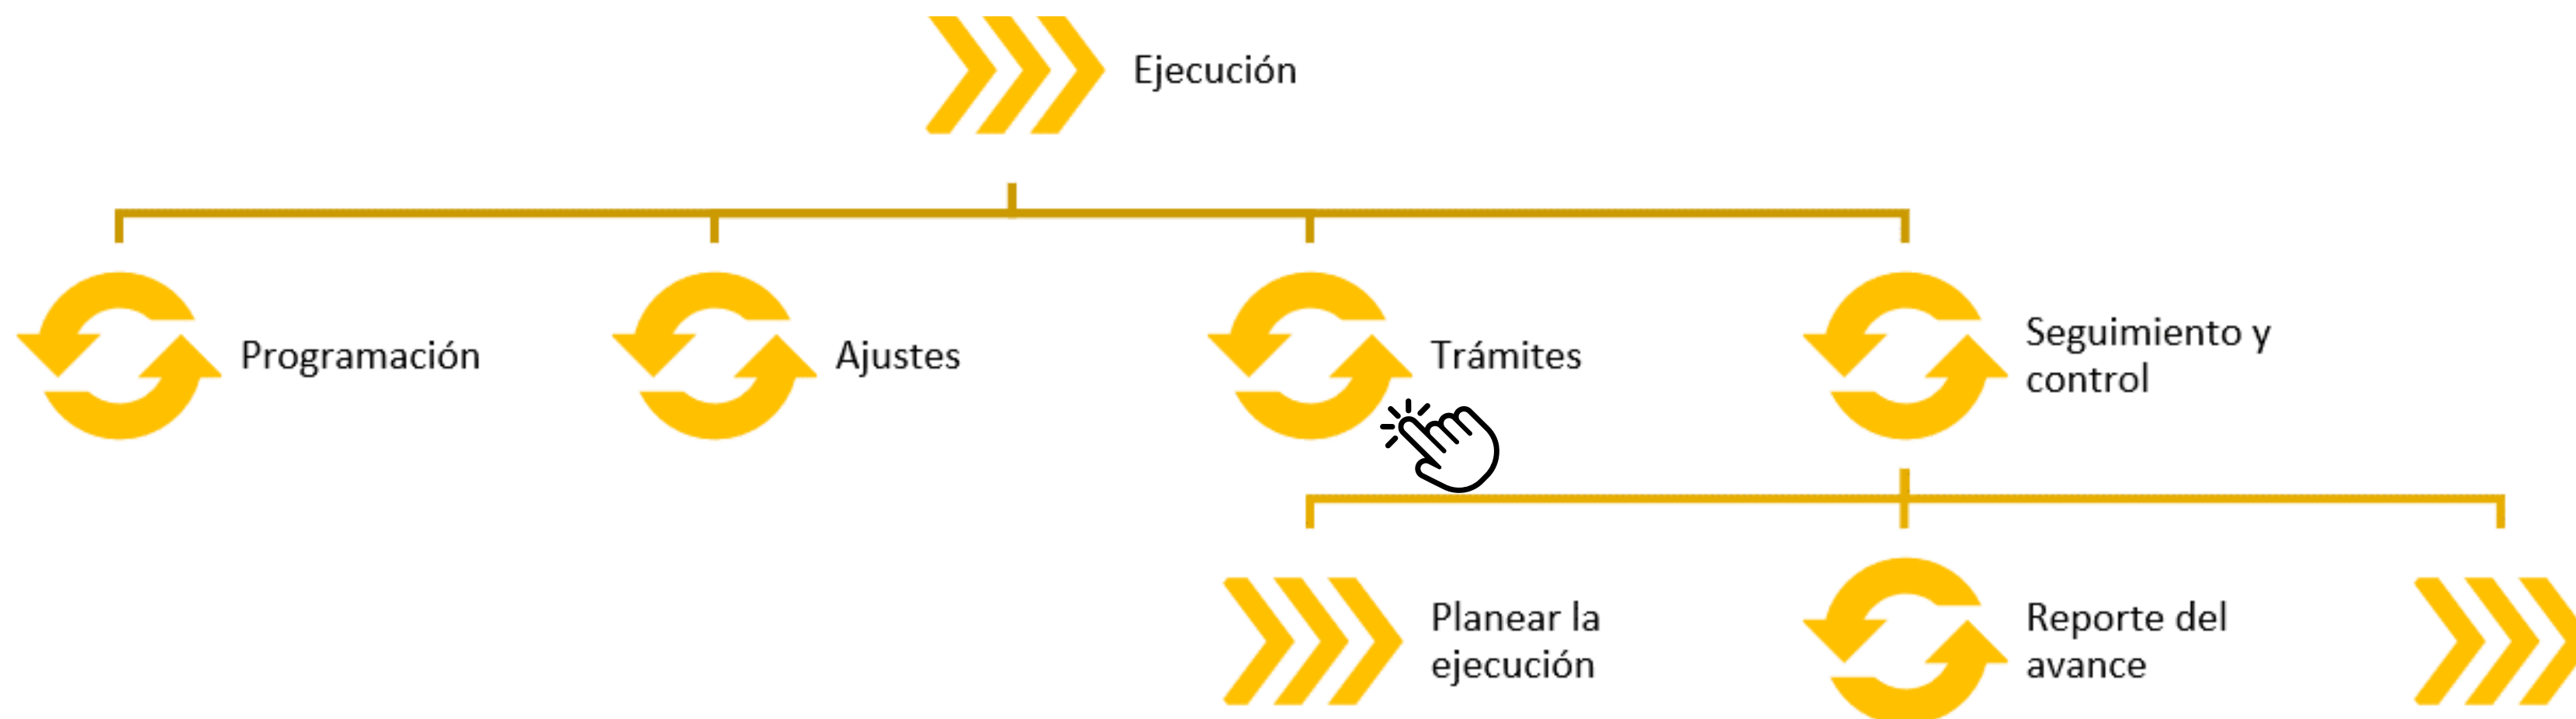 Ejecución
Programación
Ajustes
Trámites
Seguimiento y
control
Planear la
ejecución
Reporte del
avance